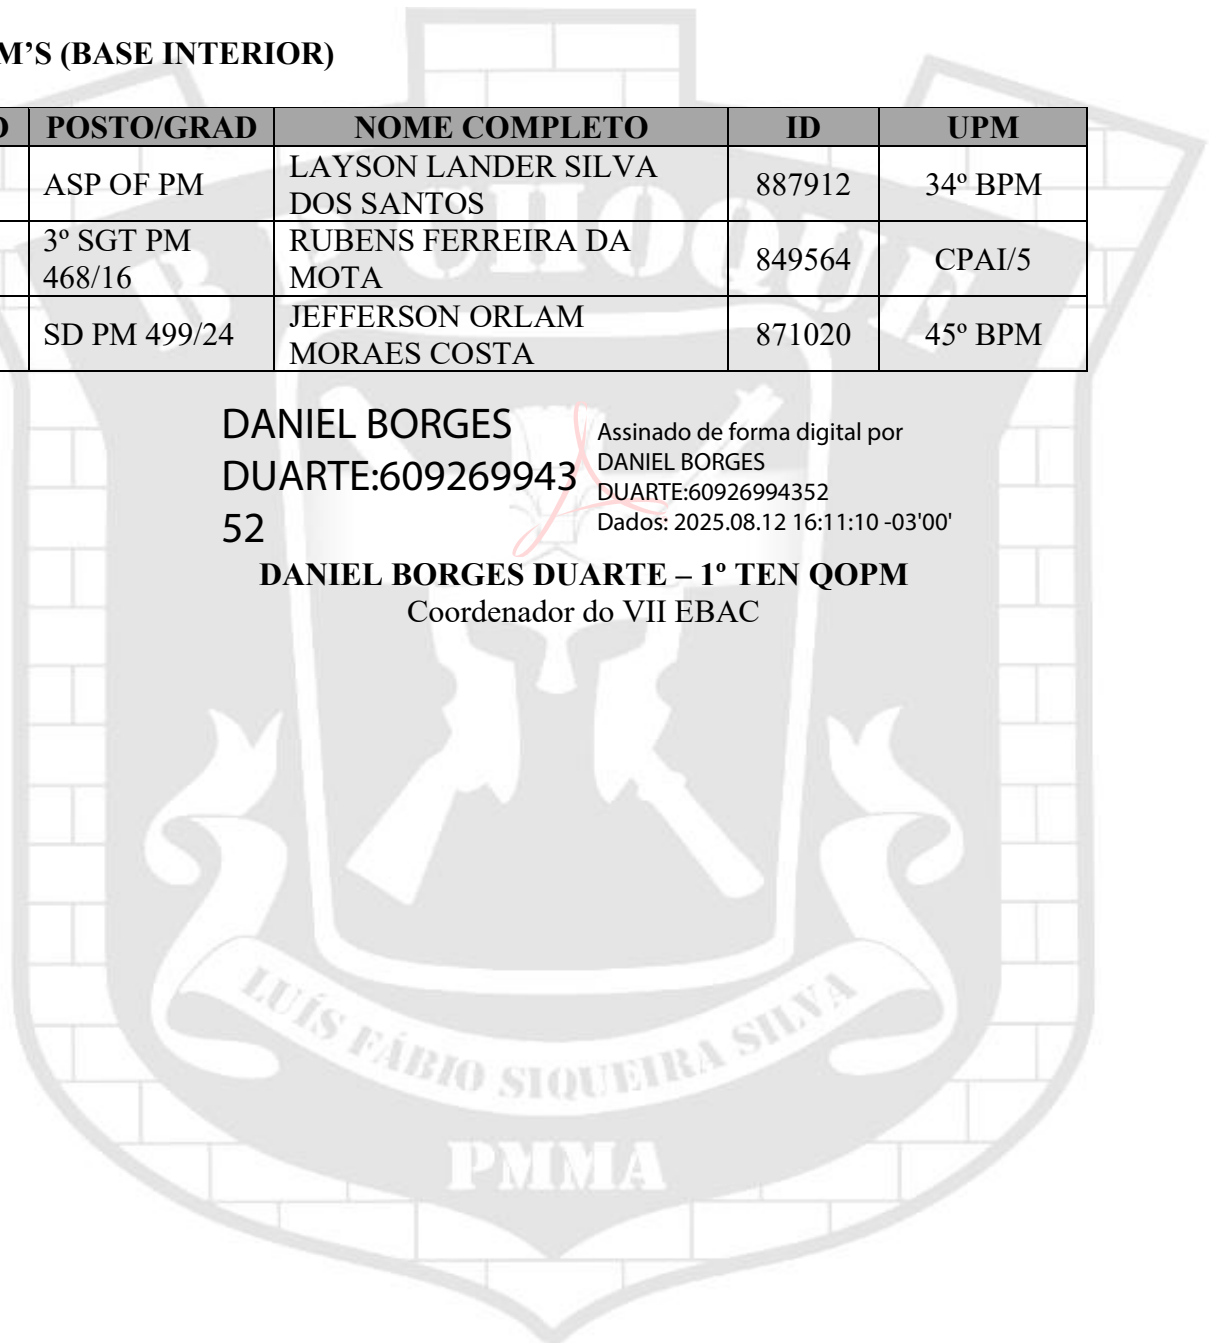 M’S (BASE INTERIOR)
O POSTO/GRAD NOME COMPLETO ID UPM
ASP OF PM LAYSON LANDER SILVA DOS SANTOS 887912 34º BPM
3º SGT PM 468/16 RUBENS FERREIRA DA MOTA 849564 CPAI/5
SD PM 499/24 JEFFERSON ORLAM MORAES COSTA 871020 45º BPM
DANIEL BORGES
DUARTE:609269943
52
Assinado de forma digital por
DANIEL BORGES
DUARTE:60926994352
Dados: 2025.08.12 16:11:10 -03'00'
DANIEL BORGES DUARTE – 1º TEN QOPM
Coordenador do VII EBAC
B P CHOQUE
LUÍS FÁBIO SIQUEIRA SILVA
PMMA